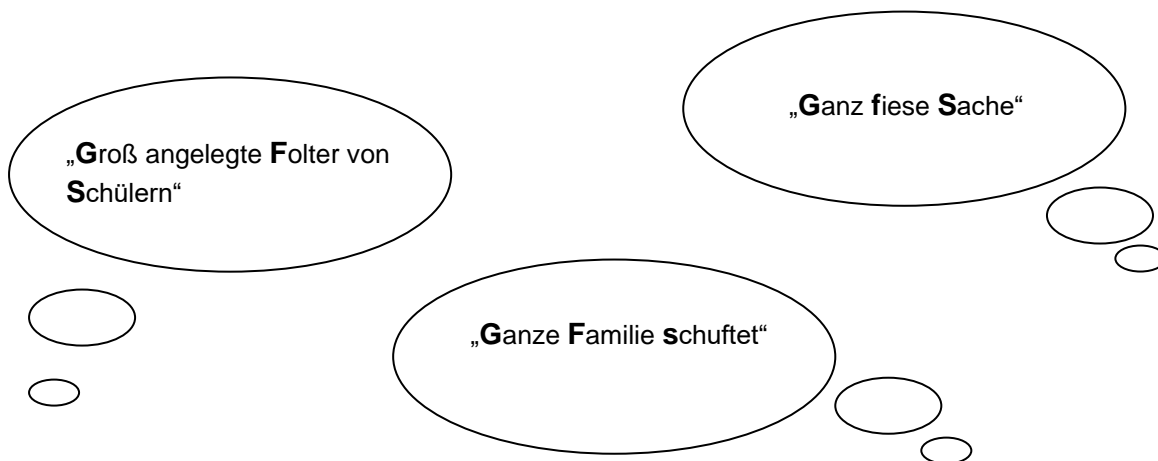 „Ganz fiese Sache“
„Groß angelegte Folter von
Schülern“
„Ganze Familie schuftet“